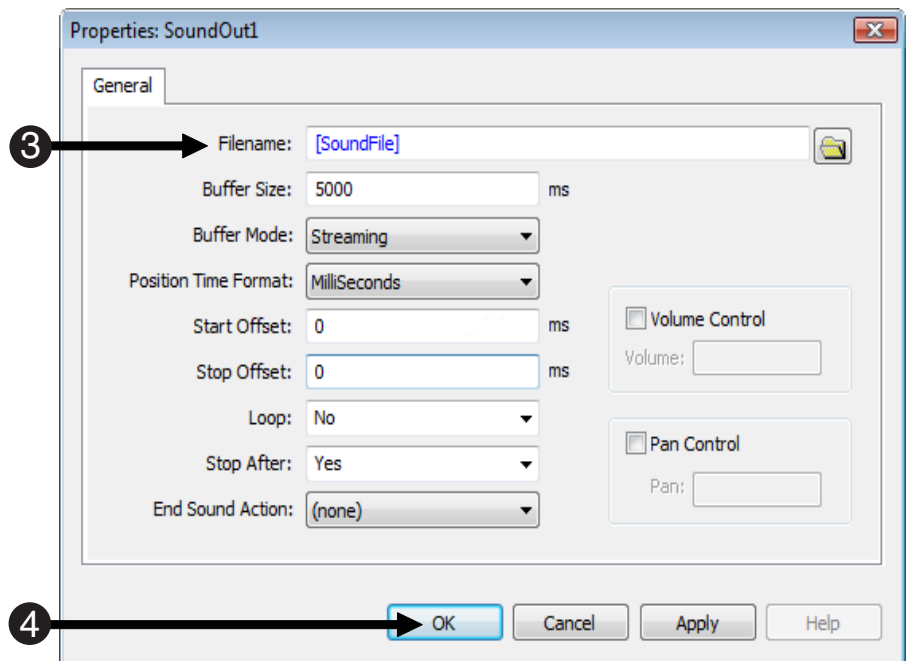 Properties: SoundOut1
General
3 Filename: [SoundFile]
Buffer Size: 5000 ms
Buffer Mode: Streaming
Position Time Format: MilliSeconds
Start Offset: 0 ms Volume Control
Volume:
Stop Offset: 0 ms
Loop: No
Pan Control
Stop After: Yes
Pan:
End Sound Action: (none)
4 OK Cancel Apply Help